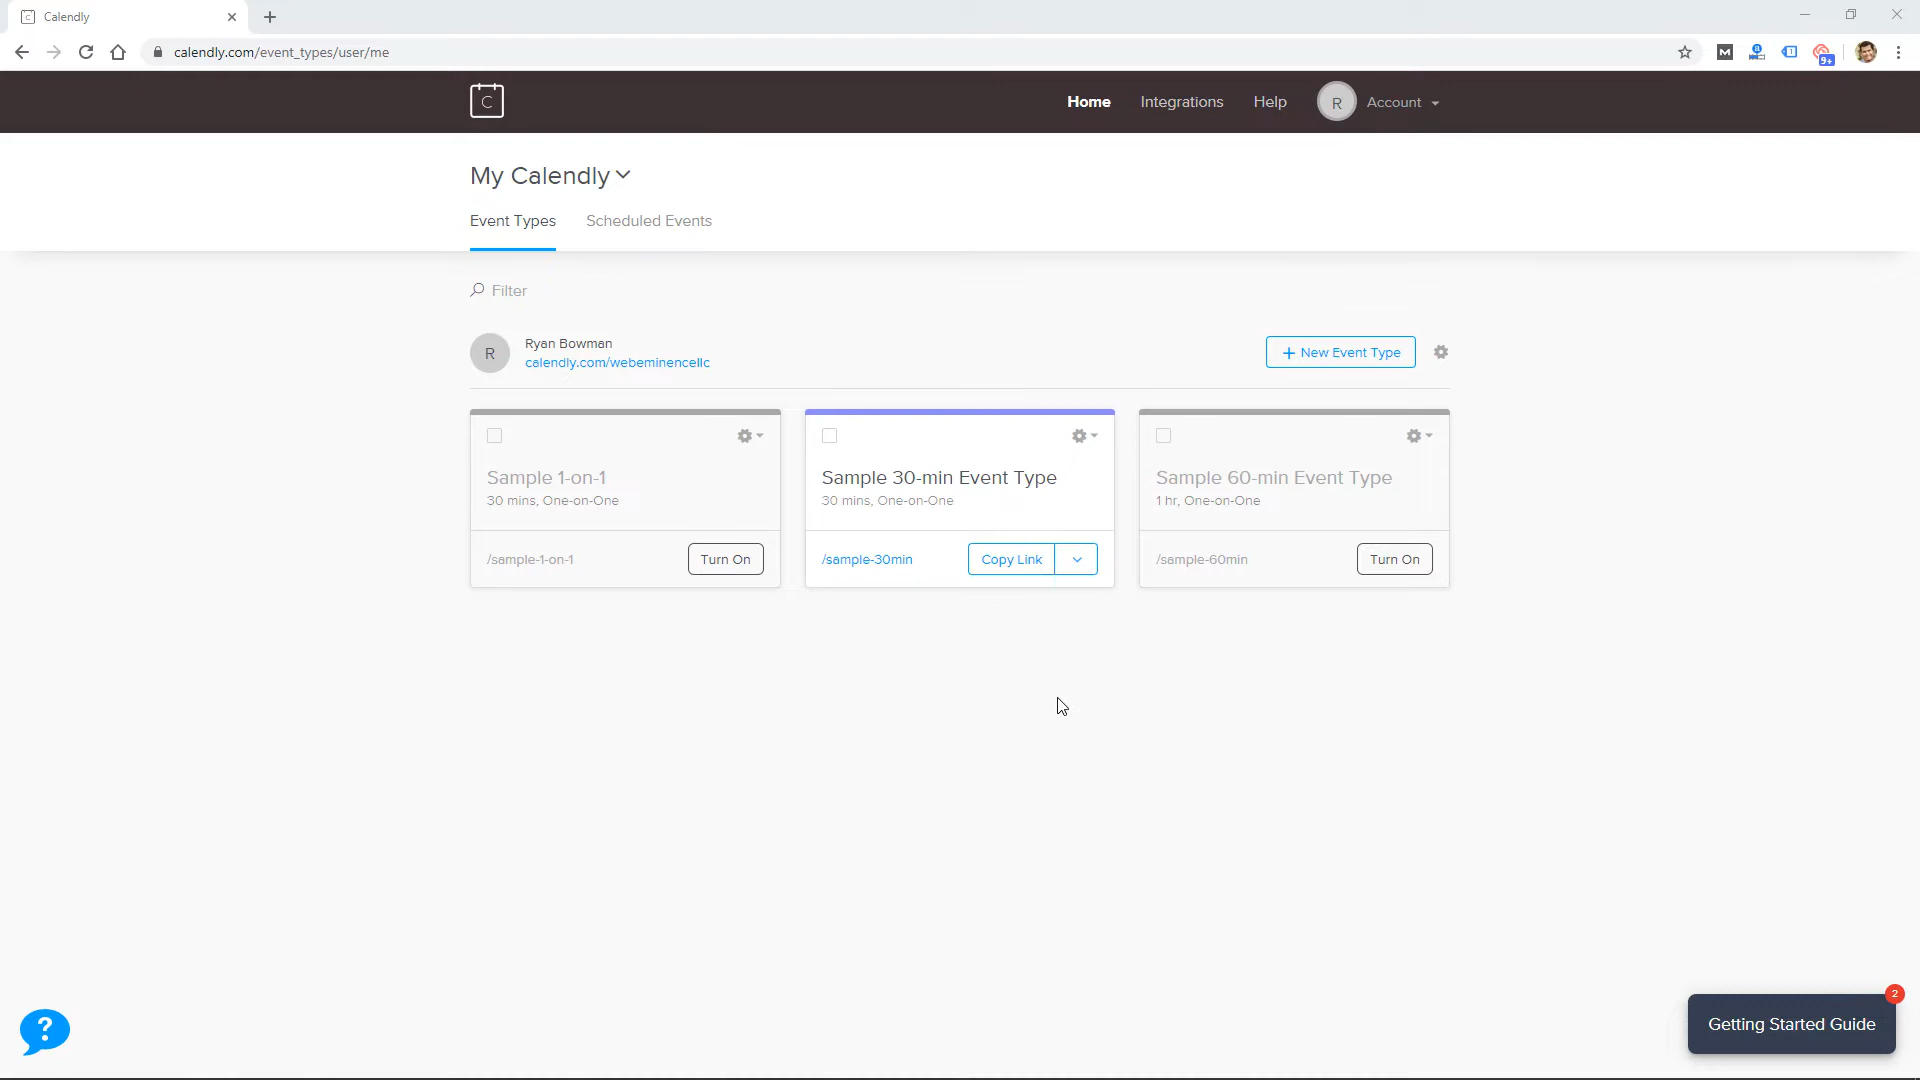 Calendly
calendly.com/event_types/user/me
9+
C
Home
Integrations
Help
R
Account
My Calendly
Event Types
Scheduled Events
Filter
R
Ryan Bowman
calendly.com/webeminencellc
+ New Event Type
Sample 1-on-1
30 mins, One-on-One
/sample-1-on-1
Turn On
Sample 30-min Event Type
30 mins, One-on-One
/sample-30min
Copy Link
Sample 60-min Event Type
1 hr, One-on-One
/sample-60min
Turn On
?
2
Getting Started Guide